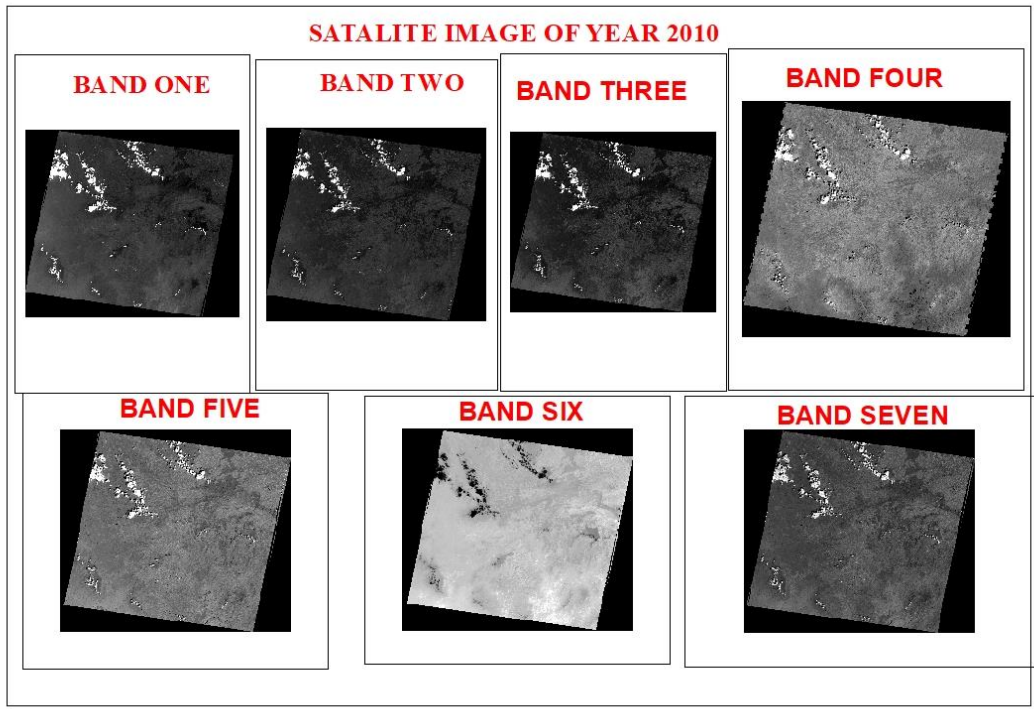 SATALITE IMAGE OF YEAR 2010
BAND ONE
BAND TWO
BAND THREE
BAND FOUR
BAND FIVE
BAND SIX
BAND SEVEN